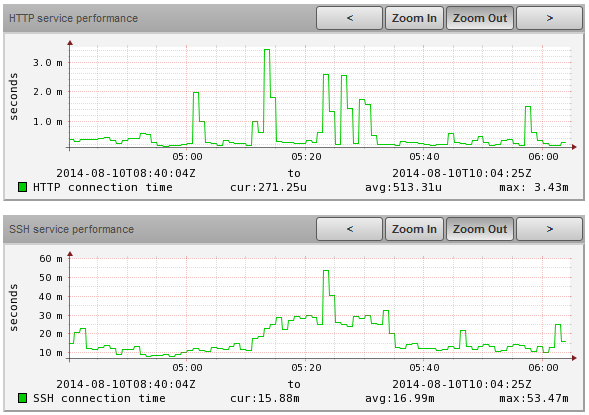 HTTP service performance < Zoom In Zoom Out >
seconds
3.0 m
2.0 m
1.0 m
05:00 05:20 05:40 06:00
2014-08-10T08:40:04Z to 2014-08-10T10:04:25Z
HTTP connection time cur:271.25u avg:513.31u max: 3.43m
SSH service performance < Zoom In Zoom Out >
seconds
60 m
50 m
40 m
30 m
20 m
10 m
05:00 05:20 05:40 06:00
2014-08-10T08:40:04Z to 2014-08-10T10:04:25Z
SSH connection time cur:15.88m avg:16.99m max:53.47m